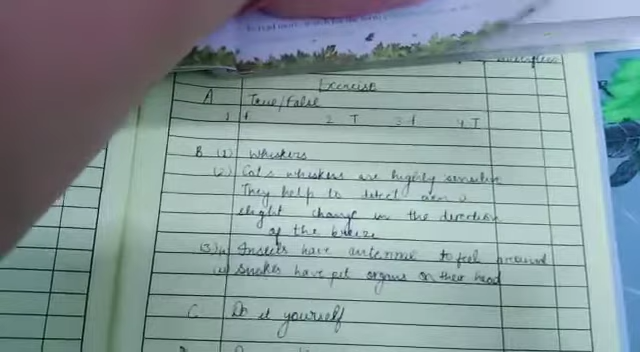 Exercise
A True/False
1. f 2 T 3 f 4 T
B (1) Whiskers
(2) Cat's whiskers are highly sensitive
They help to detect even a
slight change in the direction
of the breeze
(3) (i) Insects have antennae to feel around
(ii) Snakes have pit organs on their head
C Do it yourself